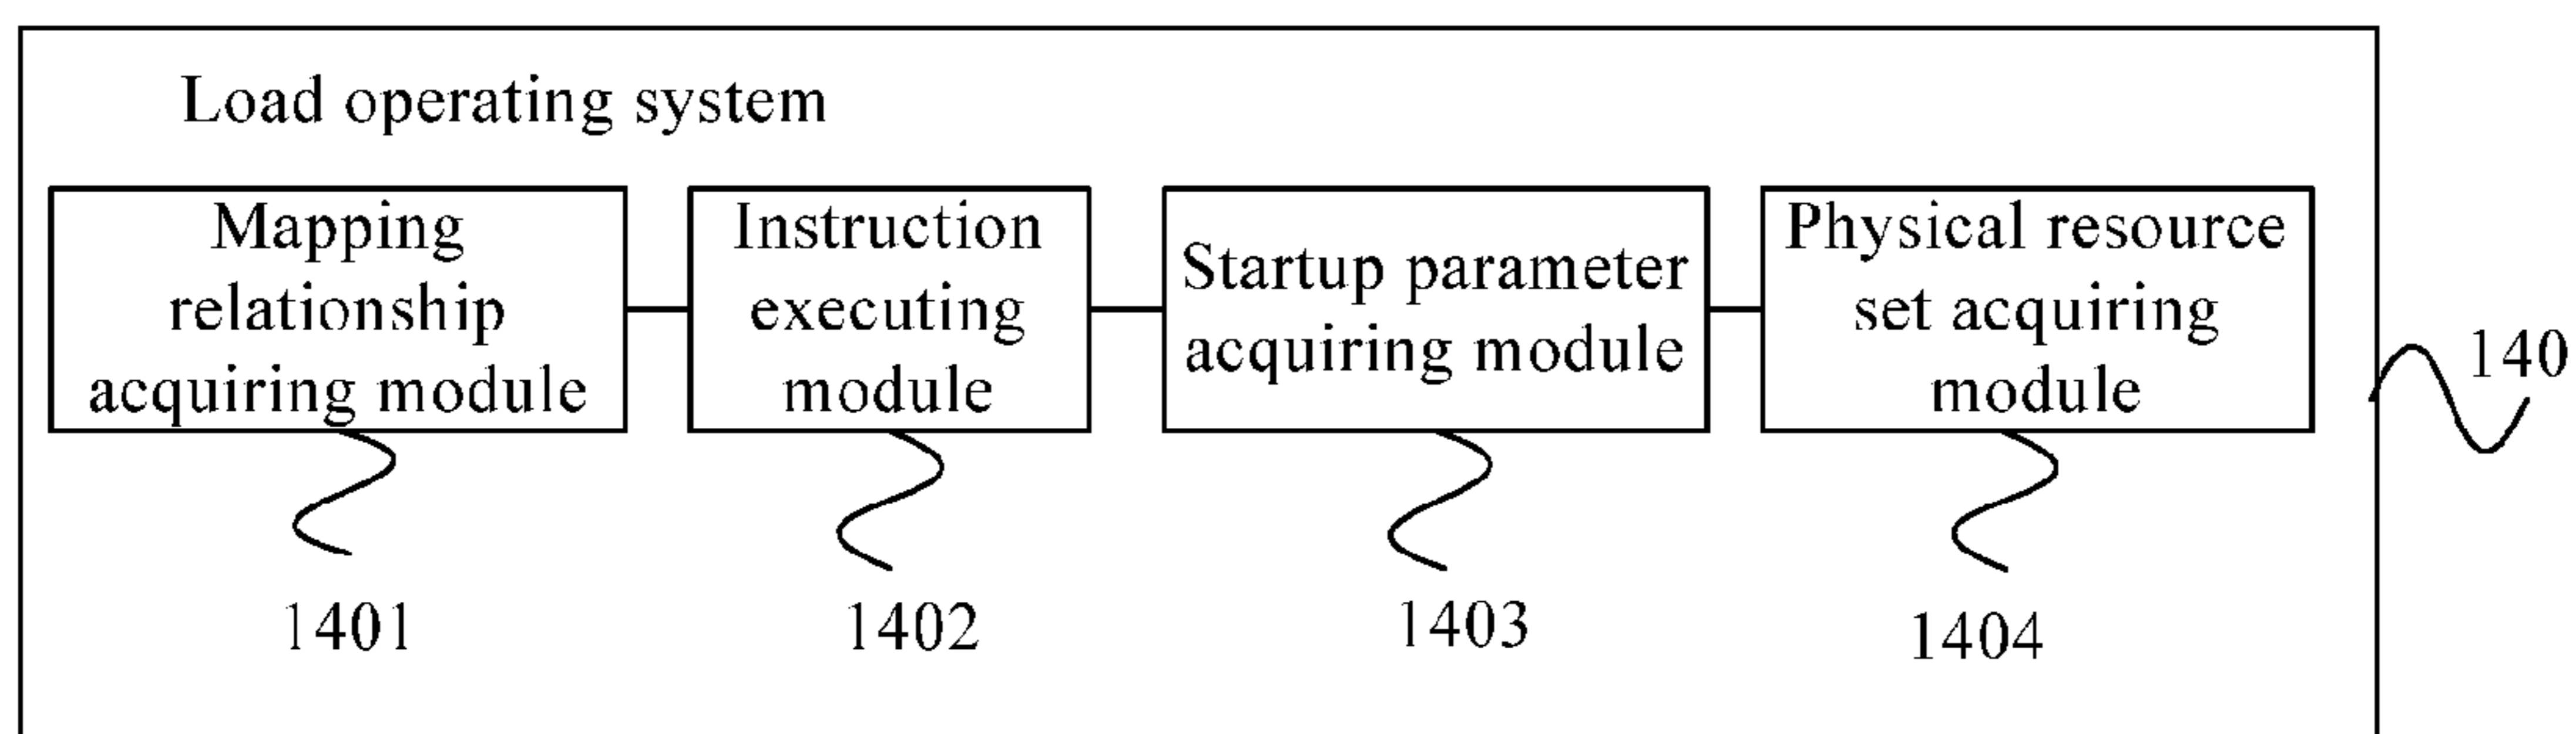 Load operating system
Mapping
relationship
acquiring module
Instruction
executing
module
Startup parameter
acquiring module
Physical resource
set acquiring
module
140
1401
1402
1403
1404